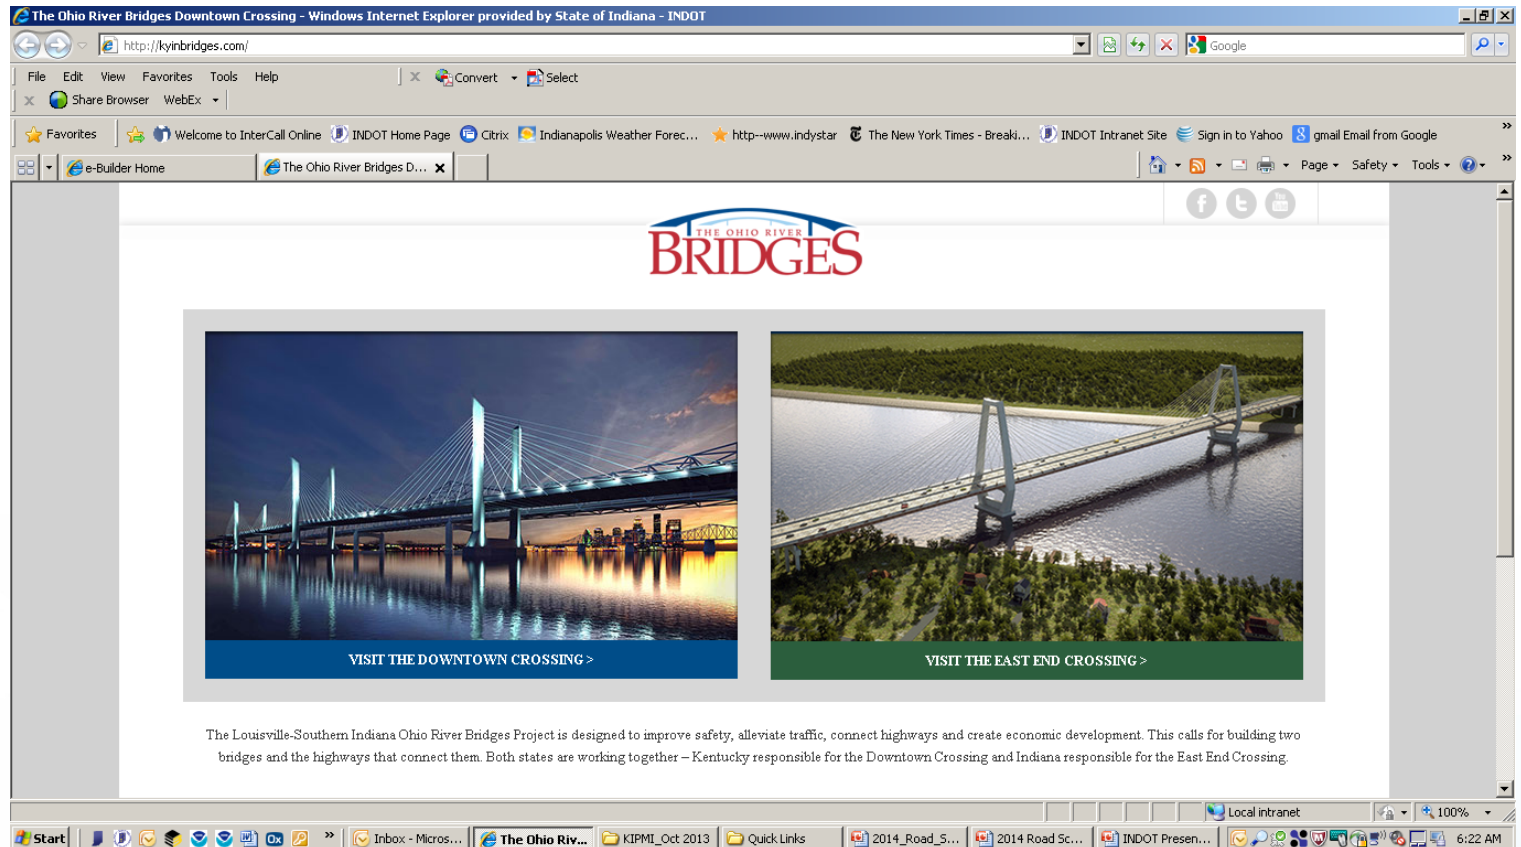 The Ohio River Bridges Downtown Crossing - Windows Internet Explorer provided by State of Indiana - INDOT
http://kyinbridges.com/
Google
File Edit View Favorites Tools Help
Convert
Select
Share Browser WebEx
Favorites
Welcome to InterCall Online
INDOT Home Page
Citrix
Indianapolis Weather Forec...
http--www.indystar
The New York Times - Breaki...
INDOT Intranet Site
Sign in to Yahoo
gmail Email from Google
e-Builder Home
The Ohio River Bridges D...
Page
Safety
Tools
THE OHIO RIVER
BRIDGES
VISIT THE DOWNTOWN CROSSING >
VISIT THE EAST END CROSSING >
The Louisville-Southern Indiana Ohio River Bridges Project is designed to improve safety, alleviate traffic, connect highways and create economic development. This calls for building two
bridges and the highways that connect them. Both states are working together – Kentucky responsible for the Downtown Crossing and Indiana responsible for the East End Crossing.
Local intranet
100%
Start
Inbox - Micros...
The Ohio Riv...
KIPMI_Oct 2013
Quick Links
2014_Road_S...
2014 Road Sc...
INDOT Presen...
6:22 AM